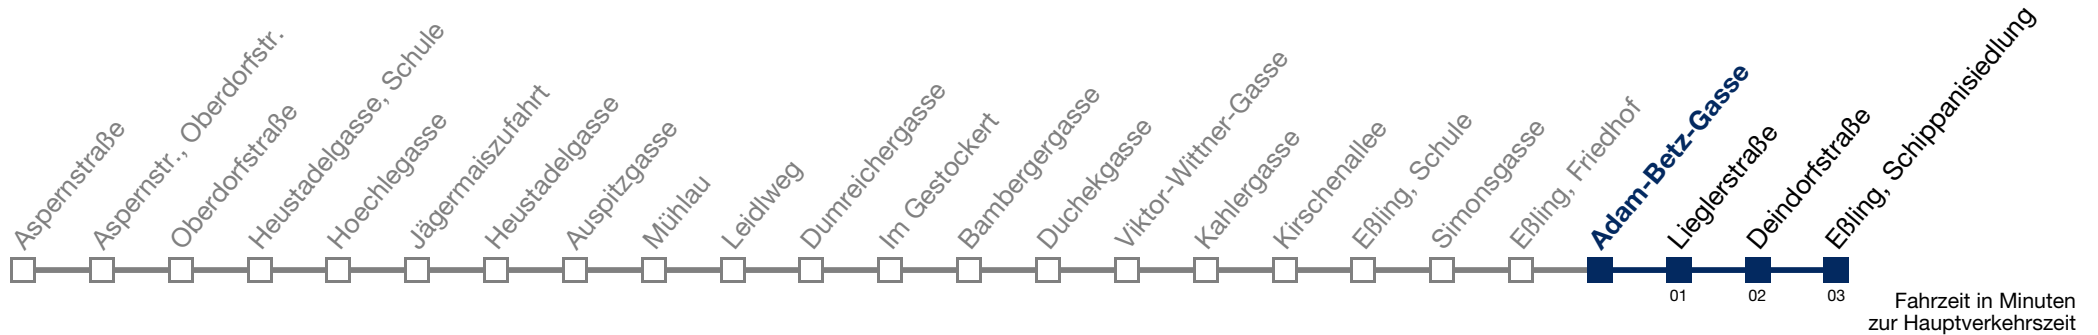 Aspernstraße
Aspernstr., Oberdorfstr.
Oberdorfstraße
Heustadelgasse, Schule
Hoechlegasse
Jägermaiszufahrt
Heustadelgasse
Auspitzgasse
Mühlau
Leidlweg
Dumreichergasse
Im Gestockert
Bambergergasse
Duchekgasse
Viktor-Wittner-Gasse
Kahlergasse
Kirschenallee
Eßling, Schule
Simonsgasse
Eßling, Friedhof
Adam-Betz-Gasse
Lieglerstraße
Deindorfstraße
Eßling, Schippanisiedlung
01
02
03
Fahrzeit in Minuten
zur Hauptverkehrszeit